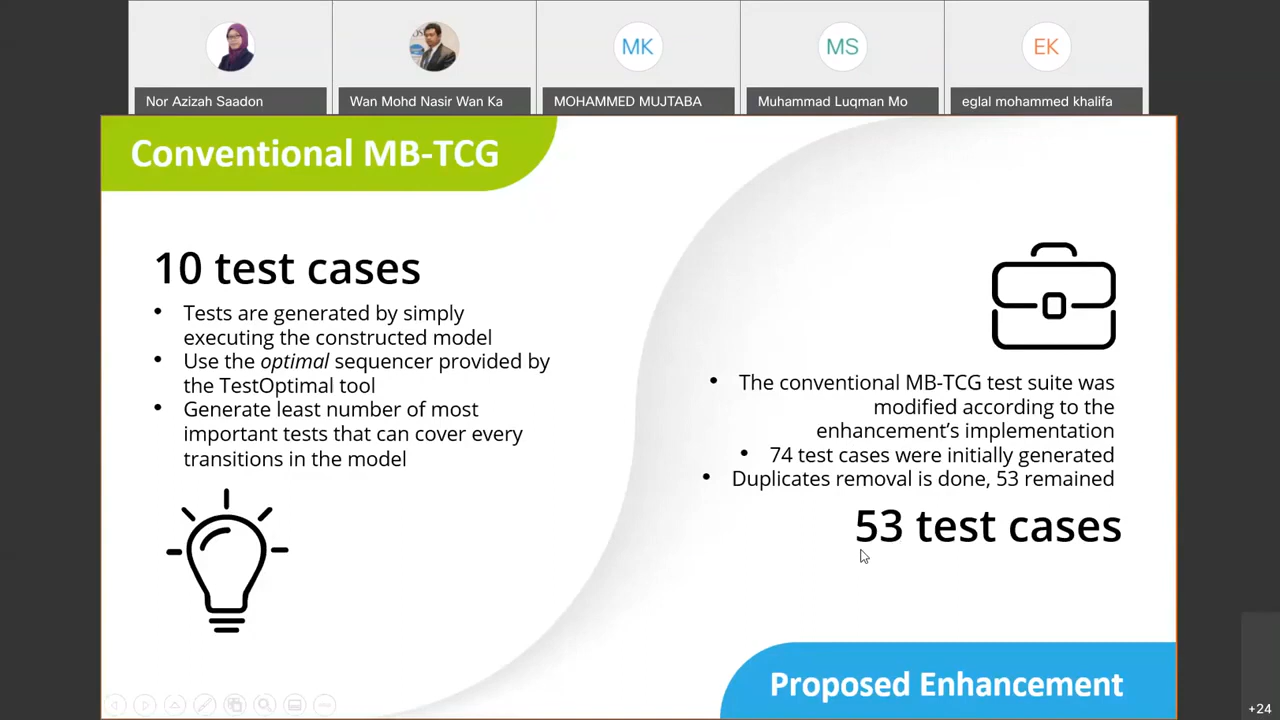 MK
MS
EK
Nor Azizah Saadon
Wan Mohd Nasir Wan Ka
MOHAMMED MUJTABA
Muhammad Luqman Mo
eglal mohammed khalifa
Conventional MB-TCG
10 test cases
• Tests are generated by simply
executing the constructed model
• Use the optimal sequencer provided by
the TestOptimal tool
• Generate least number of most
important tests that can cover every
transitions in the model
• The conventional MB-TCG test suite was
modified according to the
enhancement's implementation
• 74 test cases were initially generated
• Duplicates removal is done, 53 remained
53 test cases
Proposed Enhancement
+24